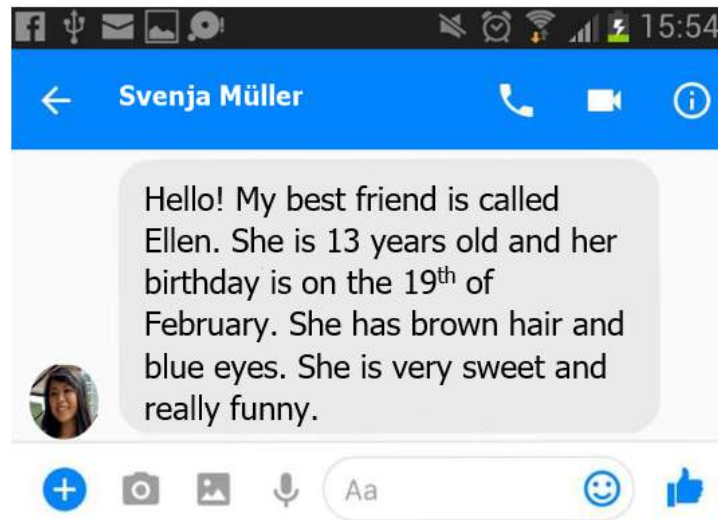 15:54
Svenja Müller
Hello! My best friend is called
Ellen. She is 13 years old and her
birthday is on the 19th of
February. She has brown hair and
blue eyes. She is very sweet and
really funny.
Aa